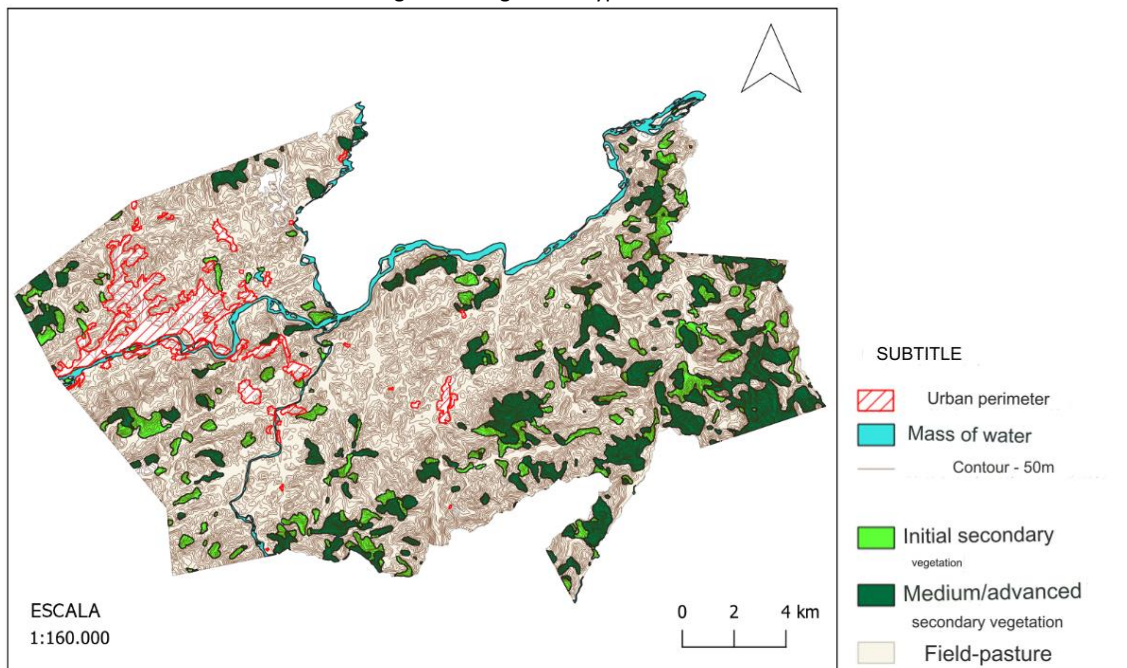 SUBTITLE
Urban perimeter
Mass of water
Contour - 50m
Initial secondary
vegetation
Medium/advanced
secondary vegetation
Field-pasture
ESCALA
1:160.000
0 2 4 km